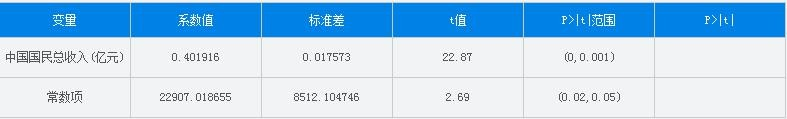 变量 系数值 标准差 t值 P>|t|范围 P>|t|
中国国民总收入(亿元) 0.401916 0.017573 22.87 (0,0.001)
常数项 22907.018655 8512.104746 2.69 (0.02,0.05)